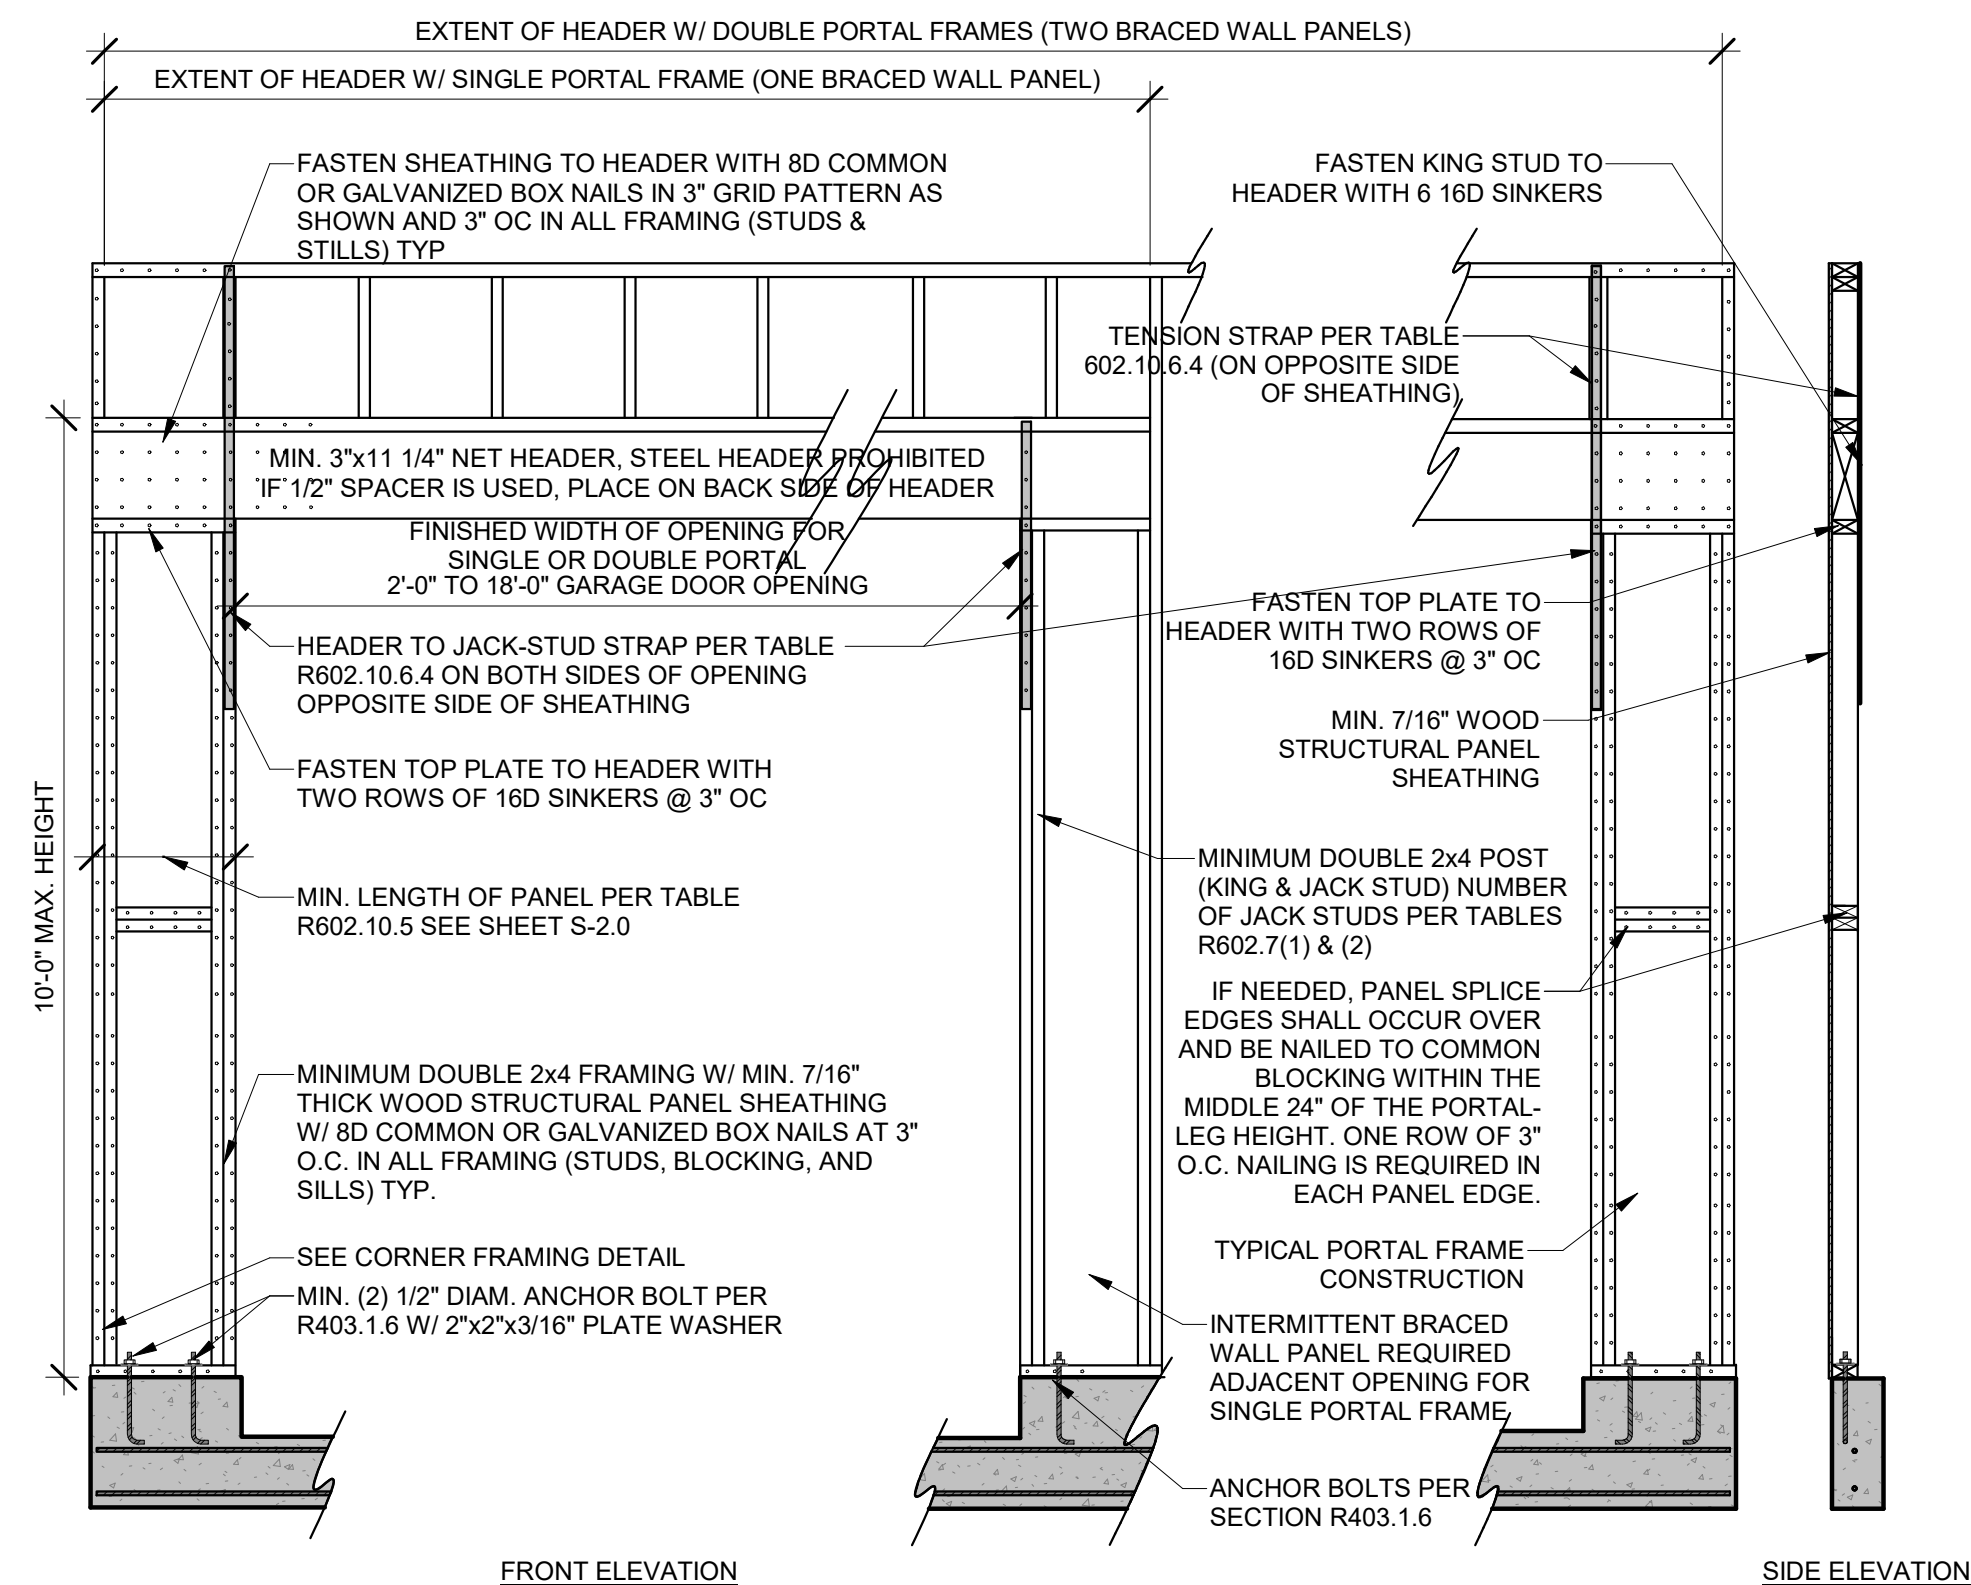 EXTENT OF HEADER W/ DOUBLE PORTAL FRAMES (TWO BRACED WALL PANELS)
EXTENT OF HEADER W/ SINGLE PORTAL FRAME (ONE BRACED WALL PANEL)
FASTEN SHEATHING TO HEADER WITH 8D COMMON
OR GALVANIZED BOX NAILS IN 3" GRID PATTERN AS
SHOWN AND 3" OC IN ALL FRAMING (STUDS &
STILLS) TYP
FASTEN KING STUD TO
HEADER WITH 6 16D SINKERS
TENSION STRAP PER TABLE
602.10.6.4 (ON OPPOSITE SIDE
OF SHEATHING)
MIN. 3"x11 1/4" NET HEADER, STEEL HEADER PROHIBITED
IF 1/2" SPACER IS USED, PLACE ON BACK SIDE OF HEADER
FINISHED WIDTH OF OPENING FOR
SINGLE OR DOUBLE PORTAL
2'-0" TO 18'-0" GARAGE DOOR OPENING
HEADER TO JACK-STUD STRAP PER TABLE
R602.10.6.4 ON BOTH SIDES OF OPENING
OPPOSITE SIDE OF SHEATHING
FASTEN TOP PLATE TO
HEADER WITH TWO ROWS OF
16D SINKERS @ 3" OC
MIN. 7/16" WOOD
STRUCTURAL PANEL
SHEATHING
FASTEN TOP PLATE TO HEADER WITH
TWO ROWS OF 16D SINKERS @ 3" OC
10'-0" MAX. HEIGHT
MIN. LENGTH OF PANEL PER TABLE
R602.10.5 SEE SHEET S-2.0
MINIMUM DOUBLE 2x4 POST
(KING & JACK STUD) NUMBER
OF JACK STUDS PER TABLES
R602.7(1) & (2)
IF NEEDED, PANEL SPLICE
EDGES SHALL OCCUR OVER
AND BE NAILED TO COMMON
BLOCKING WITHIN THE
MIDDLE 24" OF THE PORTAL-
LEG HEIGHT. ONE ROW OF 3"
O.C. NAILING IS REQUIRED IN
EACH PANEL EDGE.
MINIMUM DOUBLE 2x4 FRAMING W/ MIN. 7/16"
THICK WOOD STRUCTURAL PANEL SHEATHING
W/ 8D COMMON OR GALVANIZED BOX NAILS AT 3"
O.C. IN ALL FRAMING (STUDS, BLOCKING, AND
SILLS) TYP.
SEE CORNER FRAMING DETAIL
MIN. (2) 1/2" DIAM. ANCHOR BOLT PER
R403.1.6 W/ 2"x2"x3/16" PLATE WASHER
TYPICAL PORTAL FRAME
CONSTRUCTION
INTERMITTENT BRACED
WALL PANEL REQUIRED
ADJACENT OPENING FOR
SINGLE PORTAL FRAME
ANCHOR BOLTS PER
SECTION R403.1.6
FRONT ELEVATION
SIDE ELEVATION